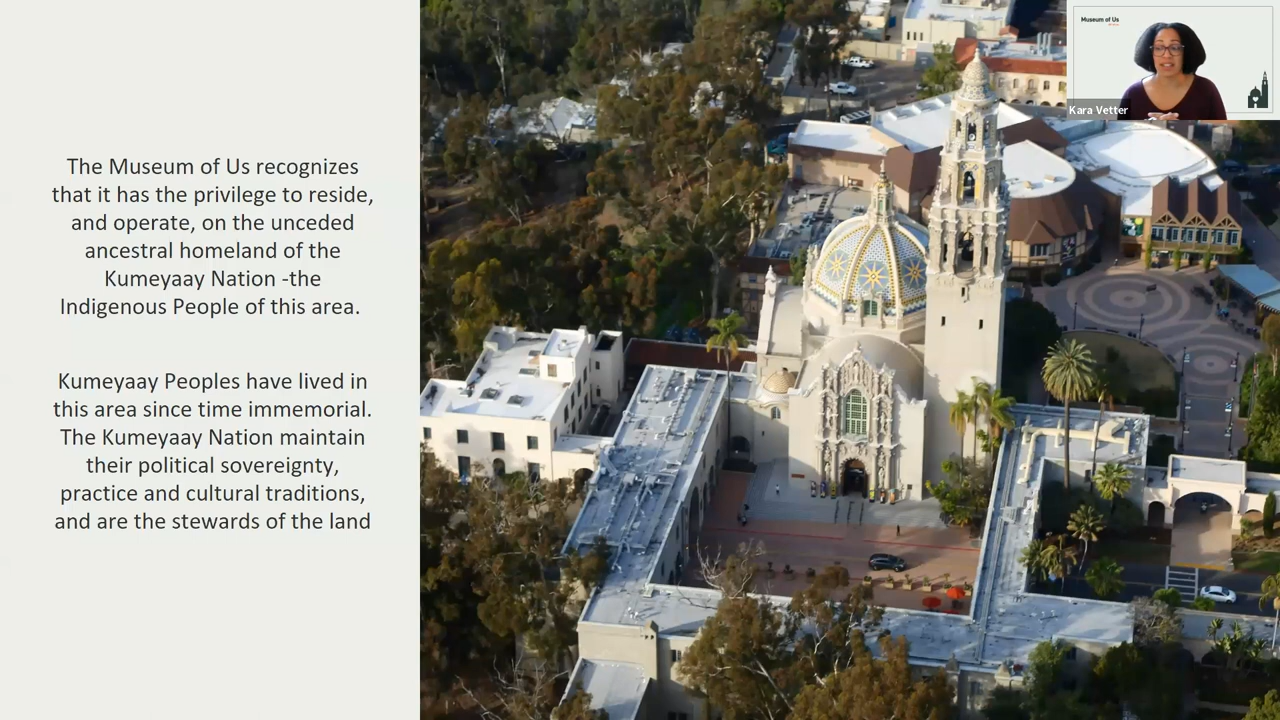 The Museum of Us recognizes
that it has the privilege to reside,
and operate, on the unceded
ancestral homeland of the
Kumeyaay Nation -the
Indigenous People of this area.
Kumeyaay Peoples have lived in
this area since time immemorial.
The Kumeyaay Nation maintain
their political sovereignty,
practice and cultural traditions,
and are the stewards of the land
Museum of Us
Kara Vetter